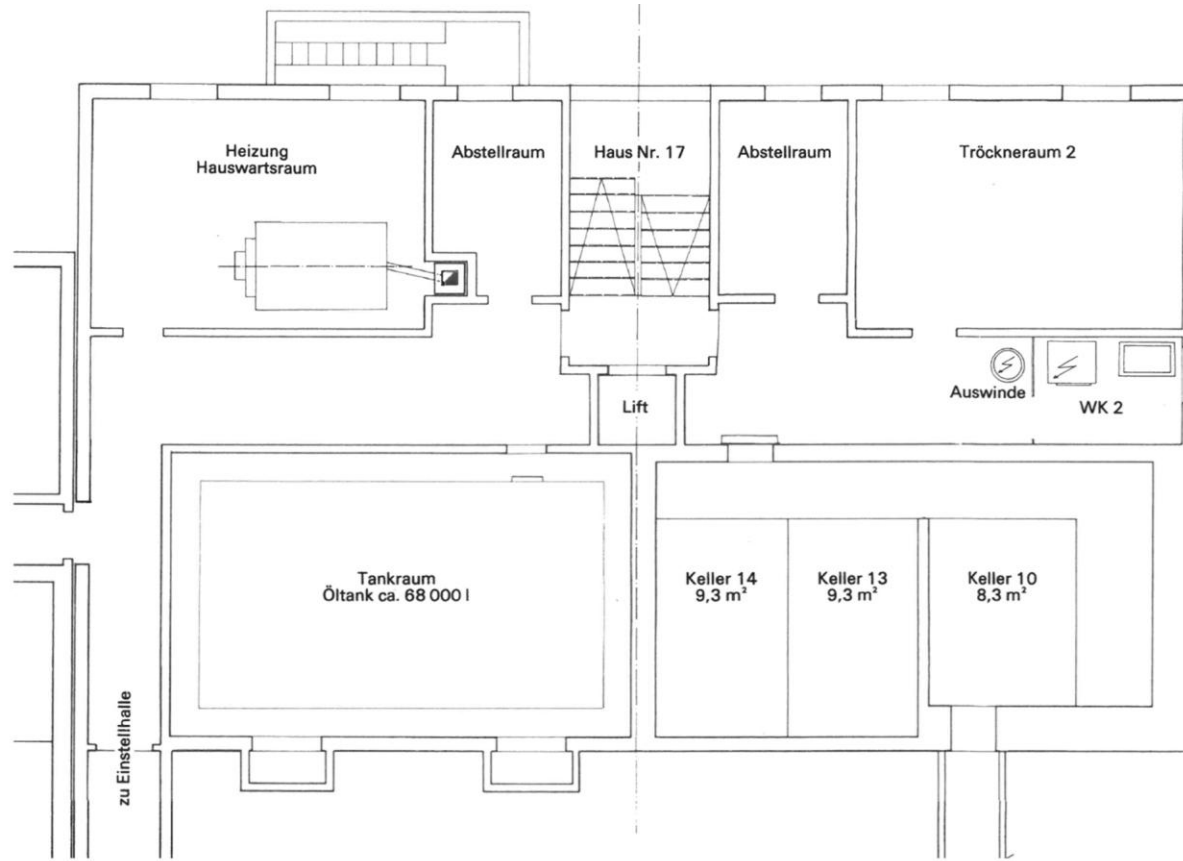 Heizung
Hauswartsraum
Abstellraum
Haus Nr. 17
Abstellraum
Tröckneraum 2
Lift
Auswinde
WK 2
Tankraum
Öltank ca. 68 000 l
Keller 14
9,3 m²
Keller 13
9,3 m²
Keller 10
8,3 m²
zu Einstellhalle